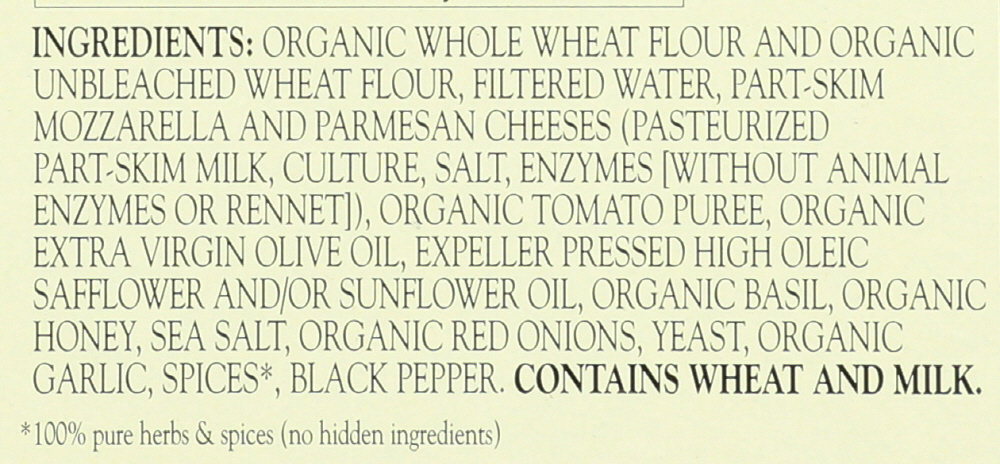 INGREDIENTS: ORGANIC WHOLE WHEAT FLOUR AND ORGANIC
UNBLEACHED WHEAT FLOUR, FILTERED WATER, PART-SKIM
MOZZARELLA AND PARMESAN CHEESES (PASTEURIZED
PART-SKIM MILK, CULTURE, SALT, ENZYMES [WITHOUT ANIMAL
ENZYMES OR RENNET]), ORGANIC TOMATO PUREE, ORGANIC
EXTRA VIRGIN OLIVE OIL, EXPELLER PRESSED HIGH OLEIC
SAFFLOWER AND/OR SUNFLOWER OIL, ORGANIC BASIL, ORGANIC
HONEY, SEA SALT, ORGANIC RED ONIONS, YEAST, ORGANIC
GARLIC, SPICES*, BLACK PEPPER. CONTAINS WHEAT AND MILK.
*100% pure herbs & spices (no hidden ingredients)